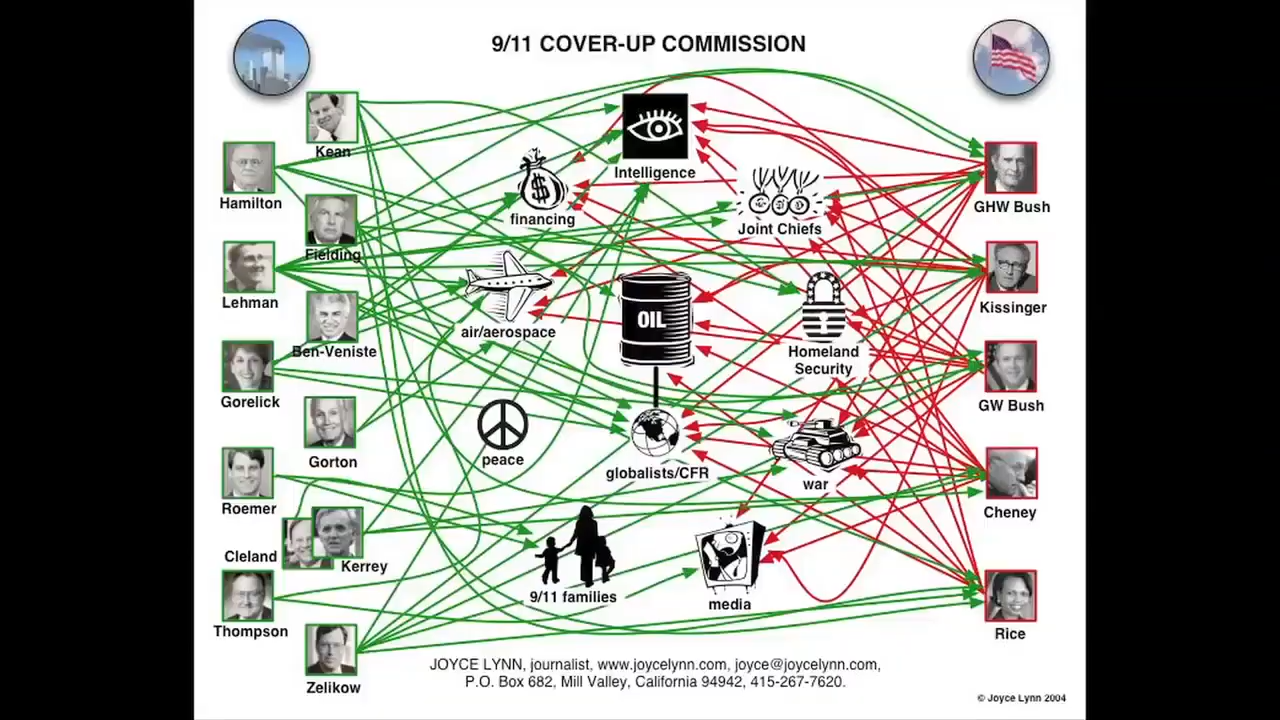 9/11 COVER-UP COMMISSION
Kean
Hamilton
Fielding
Lehman
Ben-Veniste
Gorelick
Gorton
Roemer
Cleland
Kerrey
Thompson
Zelikow
Intelligence
$
financing
Joint Chiefs
air/aerospace
OIL
Homeland
Security
peace
globalists/CFR
war
9/11 families
media
GHW Bush
Kissinger
GW Bush
Cheney
Rice
JOYCE LYNN, journalist, www.joycelynn.com, joyce@joycelynn.com,
P.O. Box 682, Mill Valley, California 94942, 415-267-7620.
© Joyce Lynn 2004